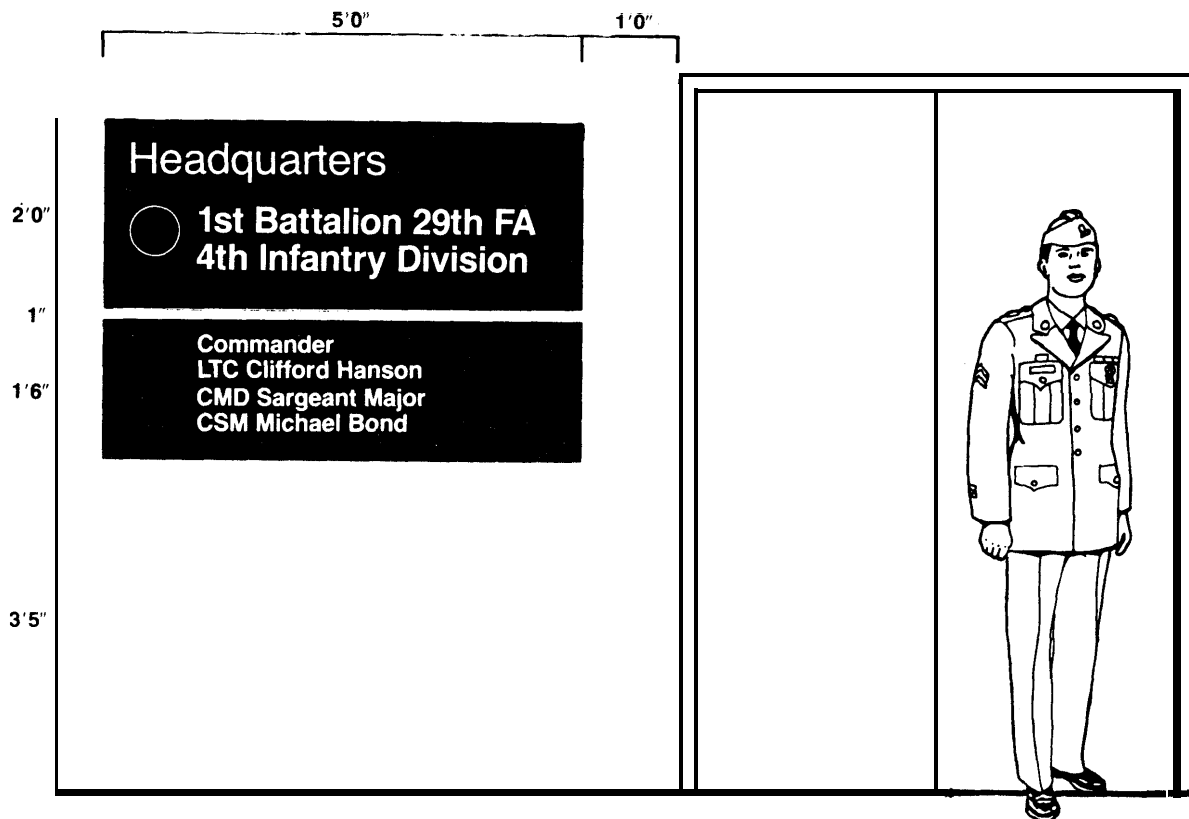 5'0"
1'0"
Headquarters
2'0"
1st Battalion 29th FA
4th Infantry Division
1"
Commander
LTC Clifford Hanson
1'6"
CMD Sargeant Major
CSM Michael Bond
3'5"